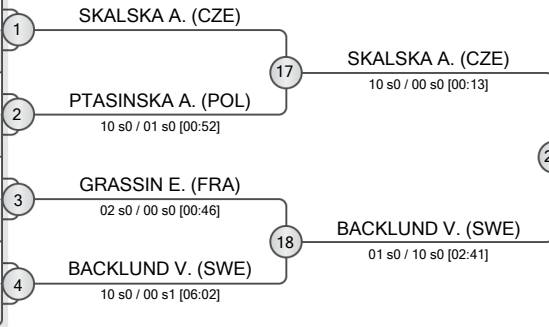 SKALSKA A. (CZE)
1
17
SKALSKA A. (CZE)
10 s0 / 00 s0 [00:13]
PTASINSKA A. (POL)
2
10 s0 / 01 s0 [00:52]
GRASSIN E. (FRA)
3
02 s0 / 00 s0 [00:46]
18
BACKLUND V. (SWE)
01 s0 / 10 s0 [02:41]
BACKLUND V. (SWE)
4
10 s0 / 00 s1 [06:02]